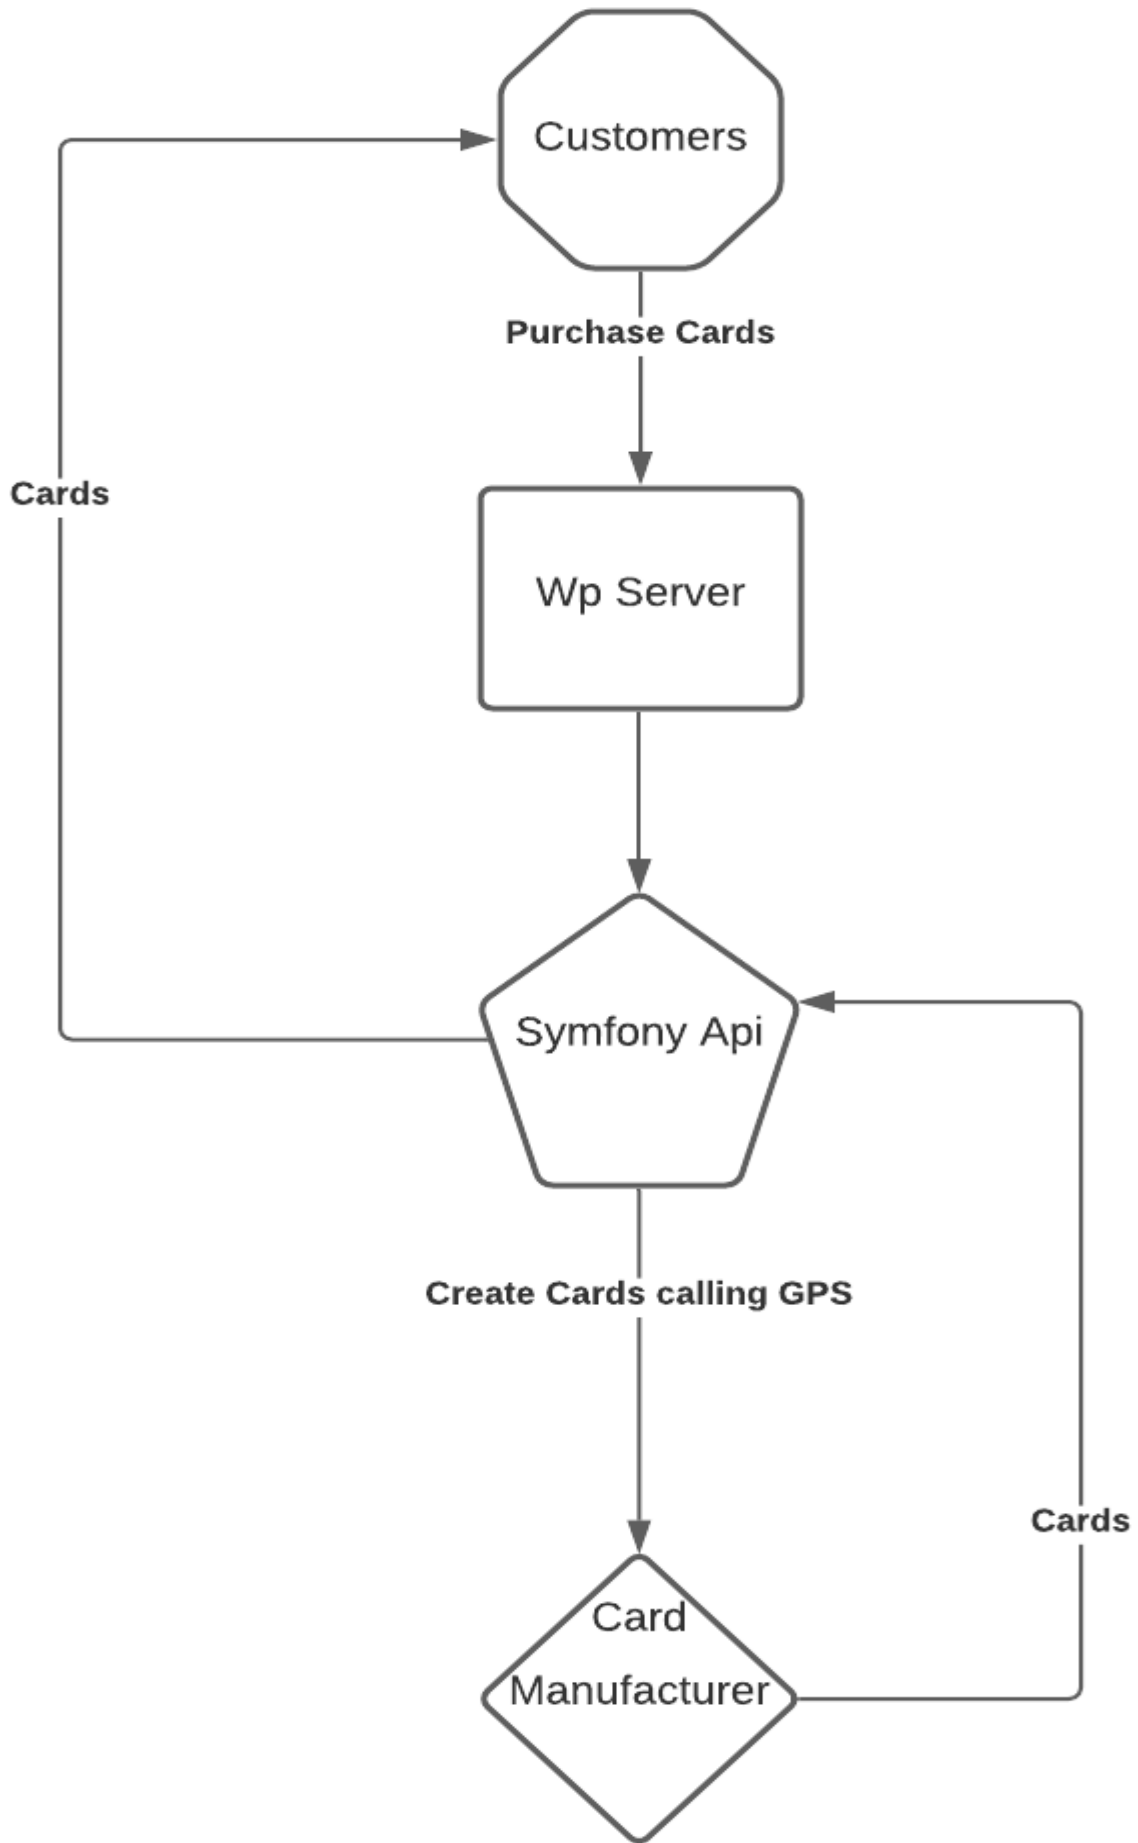 Customers
Purchase Cards
Cards
Wp Server
Symfony Api
Create Cards calling GPS
Cards
Card
Manufacturer